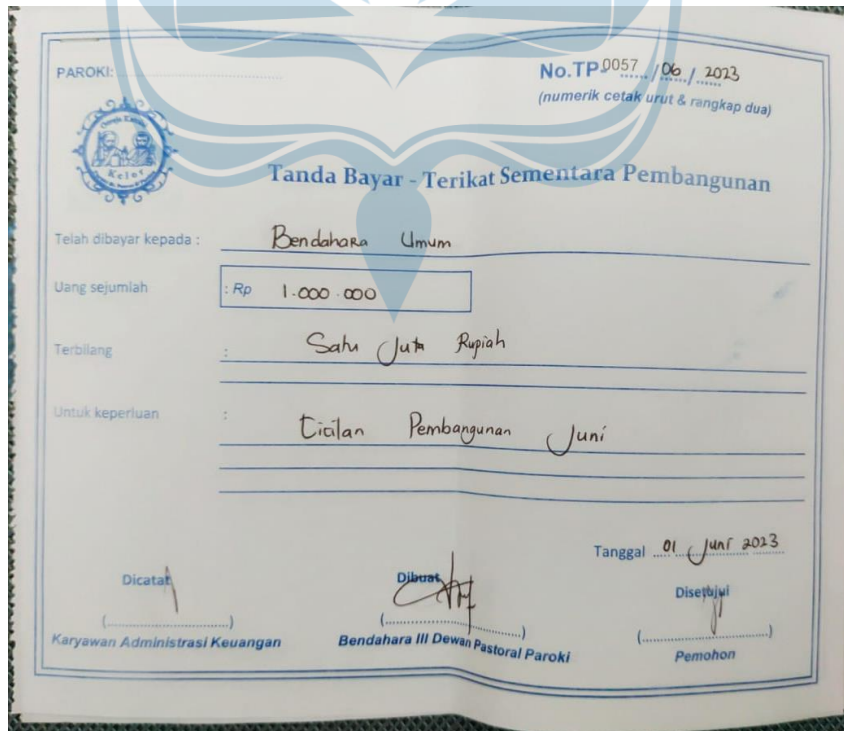 PAROKI:
No.TP-0057 / 06 / 2023
(numerik cetak urut & rangkap dua)
Kelor
Tanda Bayar - Terikat Sementara Pembangunan
Telah dibayar kepada : Bendahara Umum
Uang sejumlah : Rp 1.000.000
Terbilang : Satu Juta Rupiah
Untuk keperluan : Cicilan Pembangunan Juni
Tanggal 01 Juni 2023
Dicatat Dibuat Disetujui
(....................) (....................) (....................)
Karyawan Administrasi Keuangan Bendahara III Dewan Pastoral Paroki Pemohon